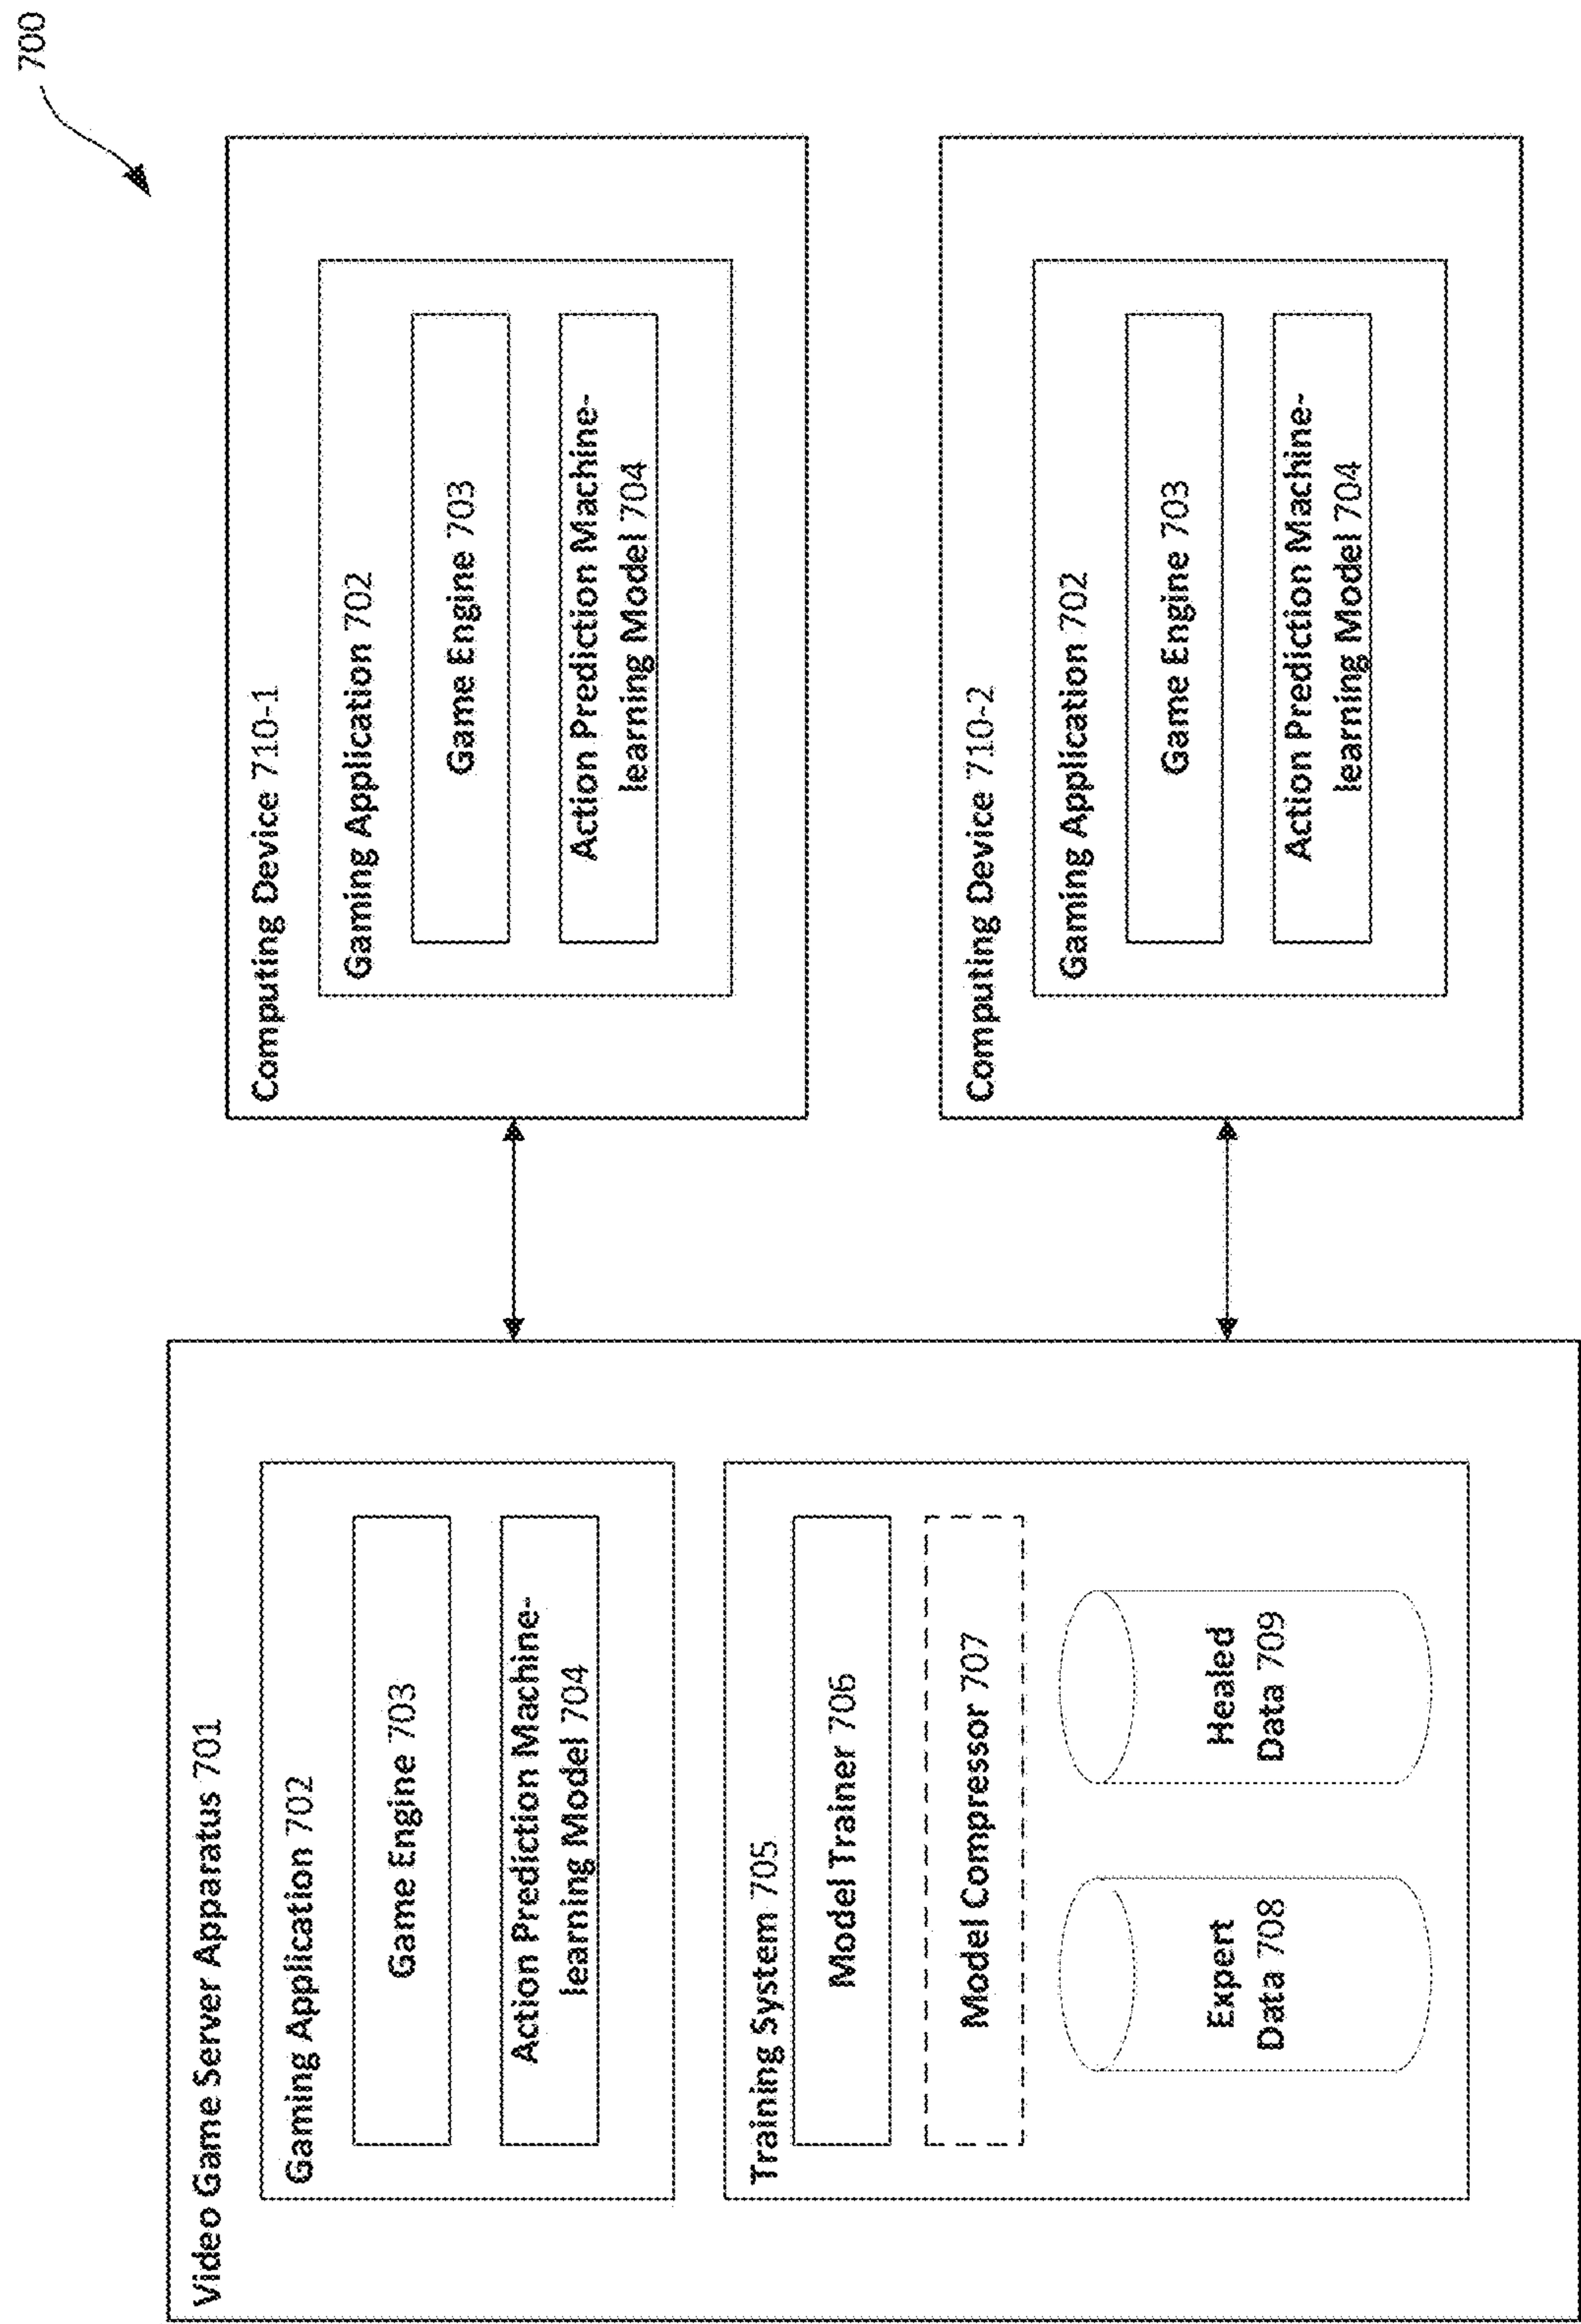 700
Video Game Server Apparatus 701
Gaming Application 702
Game Engine 703
Action Prediction Machine-
learning Model 704
Training System 705
Model Trainer 706
Model Compressor 707
Expert
Data 708
Healed
Data 709
Computing Device 710-1
Gaming Application 702
Game Engine 703
Action Prediction Machine-
learning Model 704
Computing Device 710-2
Gaming Application 702
Game Engine 703
Action Prediction Machine-
learning Model 704